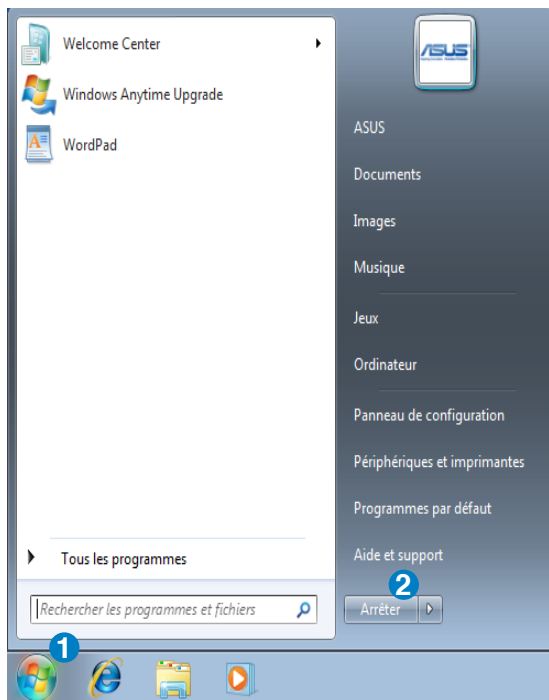 Welcome Center
Windows Anytime Upgrade
WordPad
Tous les programmes
Rechercher les programmes et fichiers
ASUS
ASUS
Documents
Images
Musique
Jeux
Ordinateur
Panneau de configuration
Périphériques et imprimantes
Programmes par défaut
Aide et support
2
Arrêter
1